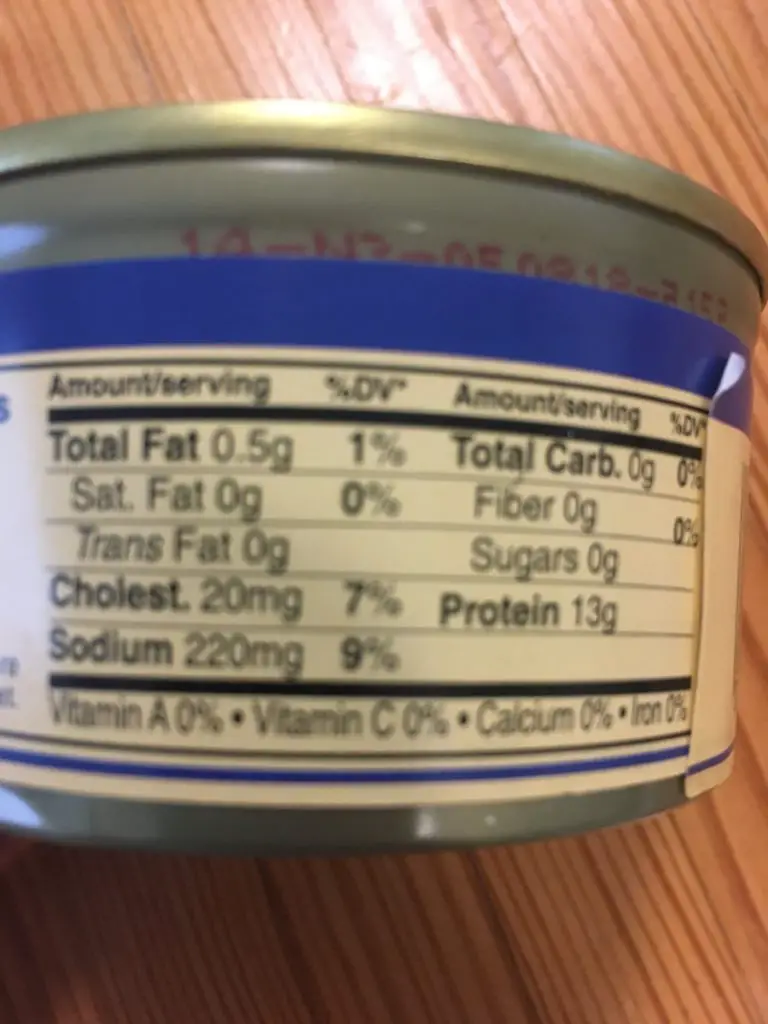 Amount/serving %DV* Amount/serving %DV*
Total Fat 0.5g 1% Total Carb. 0g 0%
Sat. Fat 0g 0% Fiber 0g 0%
Trans Fat 0g Sugars 0g
Cholest. 20mg 7% Protein 13g
Sodium 220mg 9%
Vitamin A 0% • Vitamin C 0% • Calcium 0% • Iron 0%